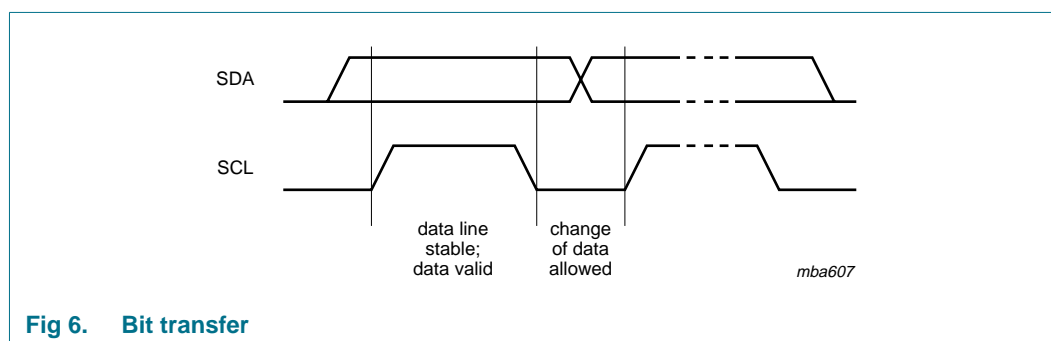 SDA
SCL
data line
stable;
data valid
change
of data
allowed
mba607
Fig 6. Bit transfer